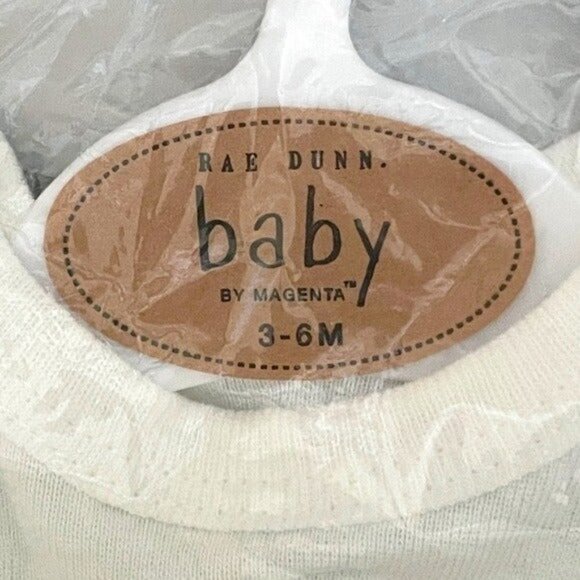 RAE DUNN.
baby
BY MAGENTA™
3-6M